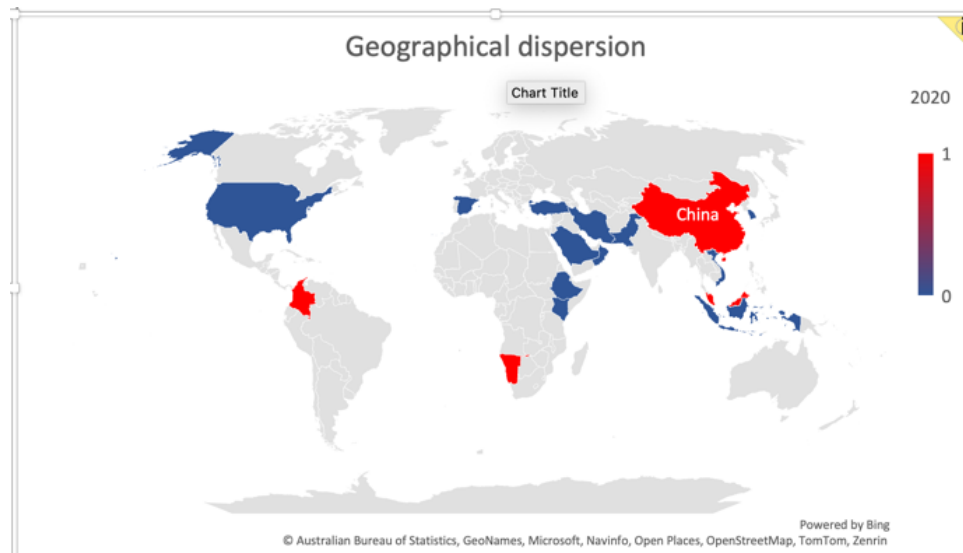 Geographical dispersion
Chart Title
2020
1
China
0
Powered by Bing
© Australian Bureau of Statistics, GeoNames, Microsoft, Navinfo, Open Places, OpenStreetMap, TomTom, Zenrin